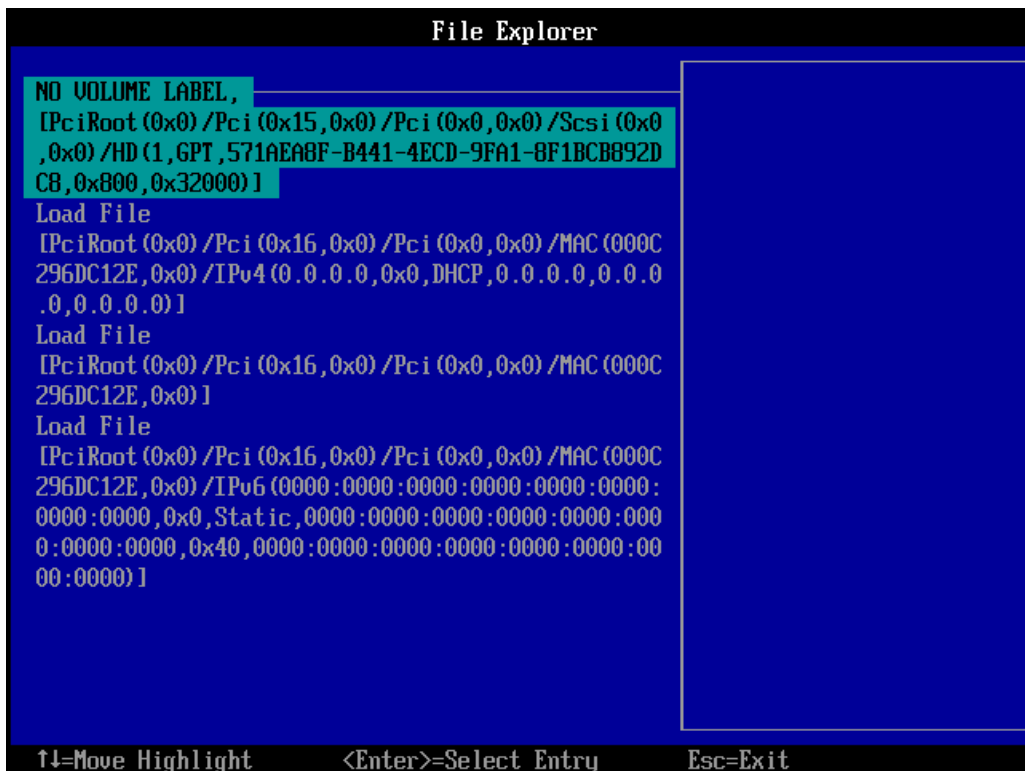 File Explorer
NO VOLUME LABEL,
[PciRoot(0x0)/Pci(0x15,0x0)/Pci(0x0,0x0)/Scsi(0x0
,0x0)/HD(1,GPT,571AEA8F-B441-4ECD-9FA1-8F1BCB892D
C8,0x800,0x32000)]
Load File
[PciRoot(0x0)/Pci(0x16,0x0)/Pci(0x0,0x0)/MAC(000C
296DC12E,0x0)/IPv4(0.0.0.0,0x0,DHCP,0.0.0.0,0.0.0
.0,0.0.0.0)]
Load File
[PciRoot(0x0)/Pci(0x16,0x0)/Pci(0x0,0x0)/MAC(000C
296DC12E,0x0)]
Load File
[PciRoot(0x0)/Pci(0x16,0x0)/Pci(0x0,0x0)/MAC(000C
296DC12E,0x0)/IPv6(0000:0000:0000:0000:0000:0000:
0000:0000,0x0,Static,0000:0000:0000:0000:0000:000
0:0000:0000,0x40,0000:0000:0000:0000:0000:0000:00
00:0000)]
↑↓=Move Highlight <Enter>=Select Entry Esc=Exit